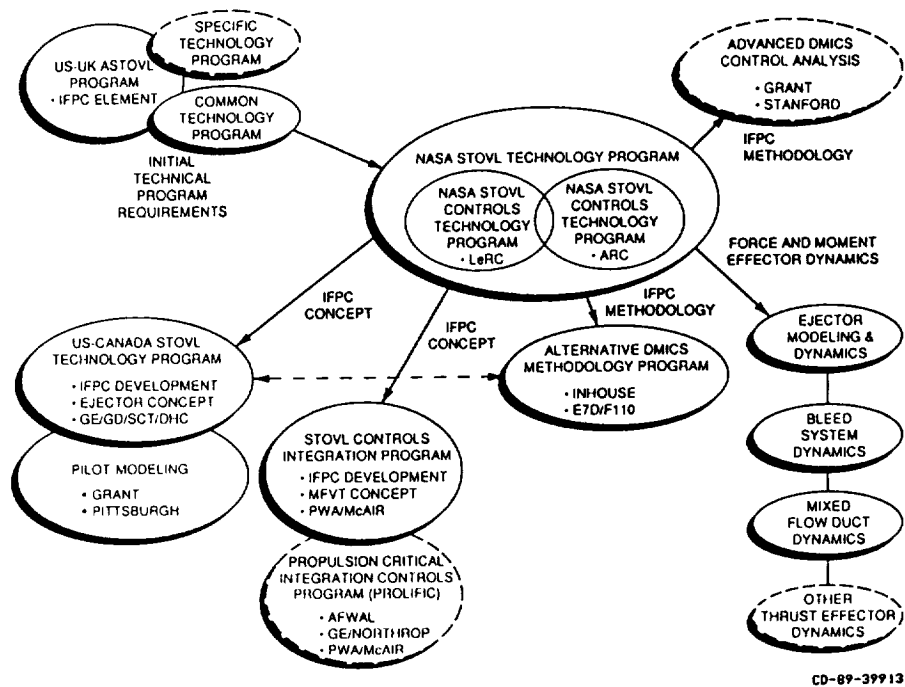 SPECIFIC
TECHNOLOGY
PROGRAM
US-UK ASTOVL
PROGRAM
• IFPC ELEMENT
COMMON
TECHNOLOGY
PROGRAM
INITIAL
TECHNICAL
PROGRAM
REQUIREMENTS
ADVANCED DMICS
CONTROL ANALYSIS
• GRANT
• STANFORD
IFPC
METHODOLOGY
NASA STOVL TECHNOLOGY PROGRAM
NASA STOVL
CONTROLS
TECHNOLOGY
PROGRAM
• LeRC
NASA STOVL
CONTROLS
TECHNOLOGY
PROGRAM
• ARC
FORCE AND MOMENT
EFFECTOR DYNAMICS
IFPC
CONCEPT
IFPC
CONCEPT
IFPC
METHODOLOGY
US-CANADA STOVL
TECHNOLOGY PROGRAM
• IFPC DEVELOPMENT
• EJECTOR CONCEPT
• GE/GD/SCT/DHC
PILOT MODELING
• GRANT
• PITTSBURGH
STOVL CONTROLS
INTEGRATION PROGRAM
• IFPC DEVELOPMENT
• MFVT CONCEPT
• PWA/McAIR
PROPULSION CRITICAL
INTEGRATION CONTROLS
PROGRAM (PROLIFIC)
• AFWAL
• GE/NORTHROP
• PWA/McAIR
ALTERNATIVE DMICS
METHODOLOGY PROGRAM
• INHOUSE
• E7D/F110
EJECTOR
MODELING &
DYNAMICS
BLEED
SYSTEM
DYNAMICS
MIXED
FLOW DUCT
DYNAMICS
OTHER
THRUST EFFECTOR
DYNAMICS
CD-89-39913